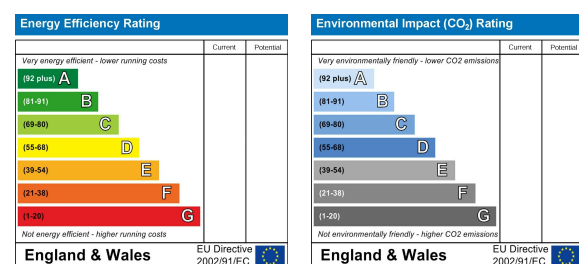 Energy Efficiency Rating
Current Potential
Very energy efficient - lower running costs
(92 plus) A
(81-91) B
(69-80) C
(55-68) D
(39-54) E
(21-38) F
(1-20) G
Not energy efficient - higher running costs
England & Wales
EU Directive
2002/91/EC
Environmental Impact (CO₂) Rating
Current Potential
Very environmentally friendly - lower CO2 emissions
(92 plus) A
(81-91) B
(69-80) C
(55-68) D
(39-54) E
(21-38) F
(1-20) G
Not environmentally friendly - higher CO2 emissions
England & Wales
EU Directive
2002/91/EC